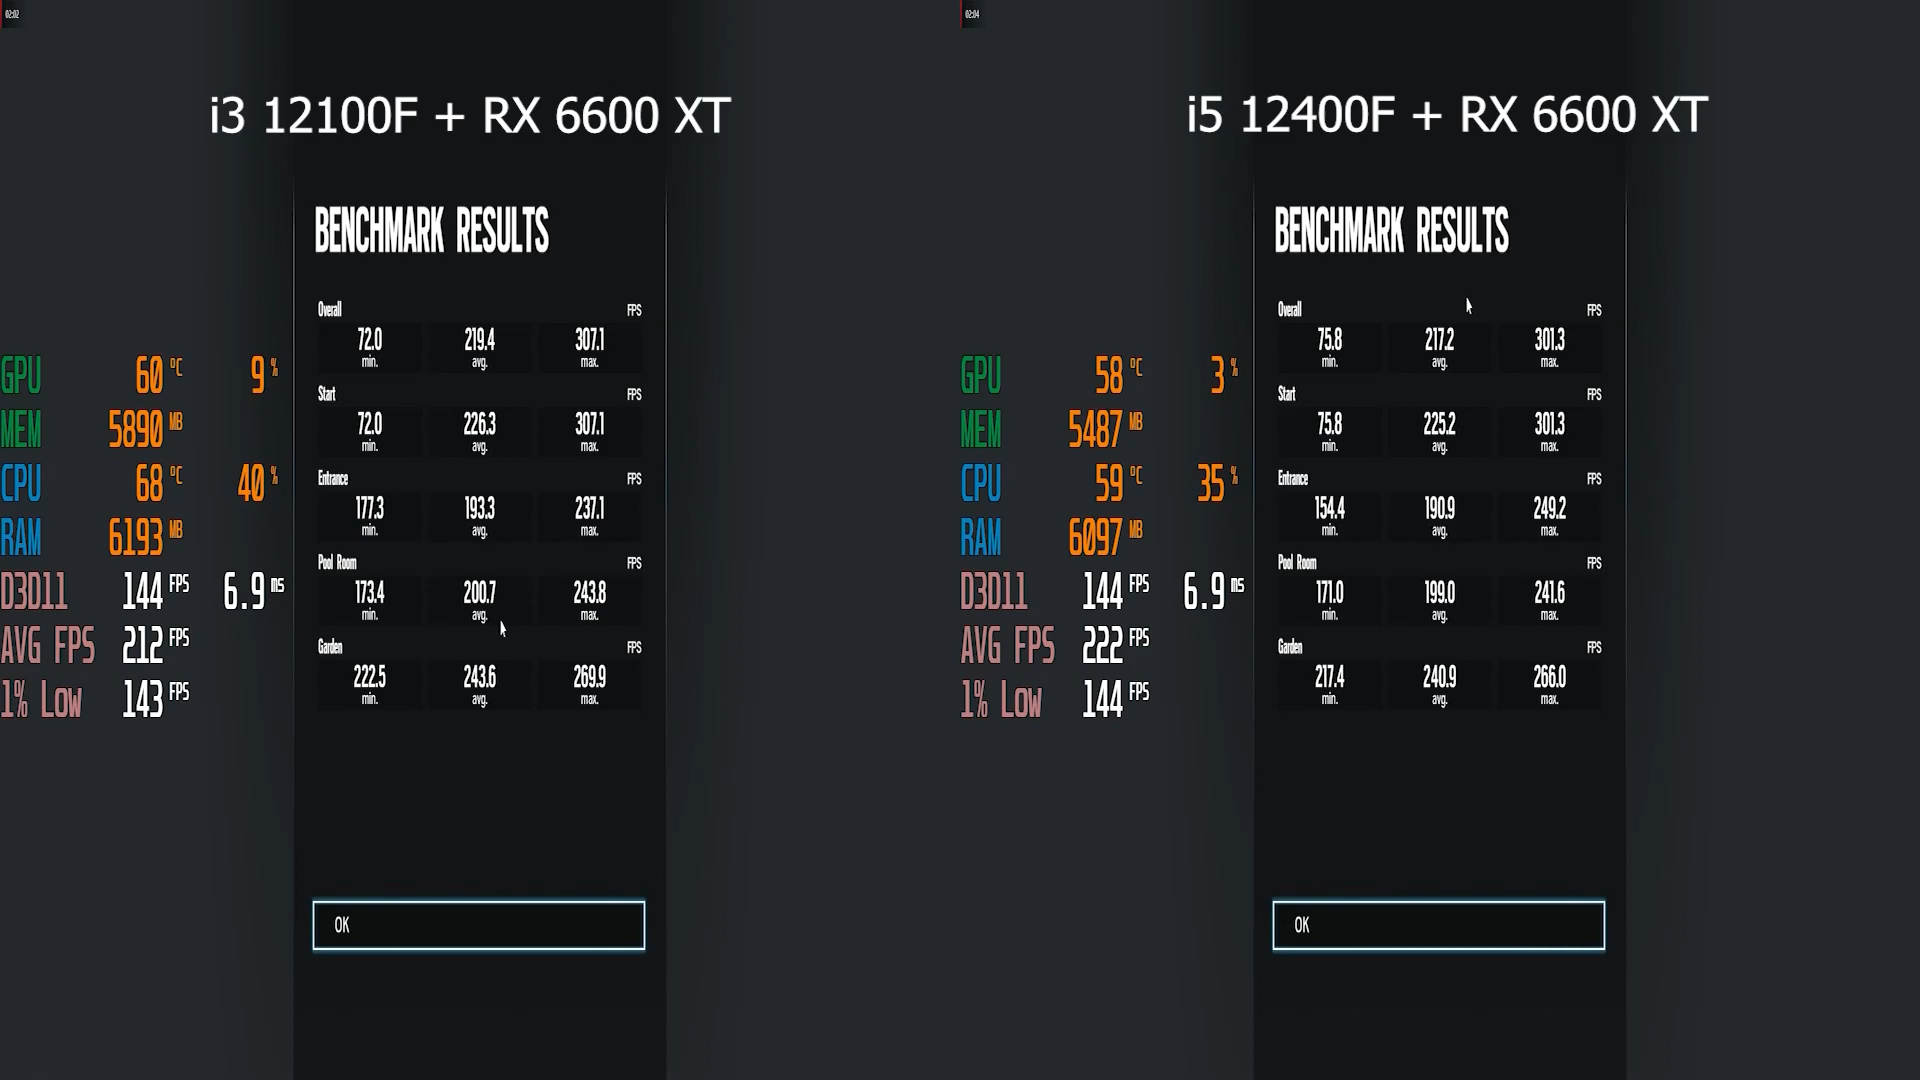 02:02
i3 12100F + RX 6600 XT
BENCHMARK RESULTS
Overall FPS
72.0 219.4 307.1
min. avg. max.
Start FPS
72.0 226.3 307.1
min. avg. max.
Entrance FPS
177.3 193.3 237.1
min. avg. max.
Pool Room FPS
173.4 200.7 243.8
min. avg. max.
Garden FPS
222.5 243.6 269.9
min. avg. max.
OK
GPU 60 °C 9 %
MEM 5890 MB
CPU 68 °C 40 %
RAM 6193 MB
D3D11 144 FPS 6.9 ms
AVG FPS 212 FPS
1% Low 143 FPS
02:04
i5 12400F + RX 6600 XT
BENCHMARK RESULTS
Overall FPS
75.8 217.2 301.3
min. avg. max.
Start FPS
75.8 225.2 301.3
min. avg. max.
Entrance FPS
154.4 190.9 249.2
min. avg. max.
Pool Room FPS
171.0 199.0 241.6
min. avg. max.
Garden FPS
217.4 240.9 266.0
min. avg. max.
OK
GPU 58 °C 3 %
MEM 5487 MB
CPU 59 °C 35 %
RAM 6097 MB
D3D11 144 FPS 6.9 ms
AVG FPS 222 FPS
1% Low 144 FPS